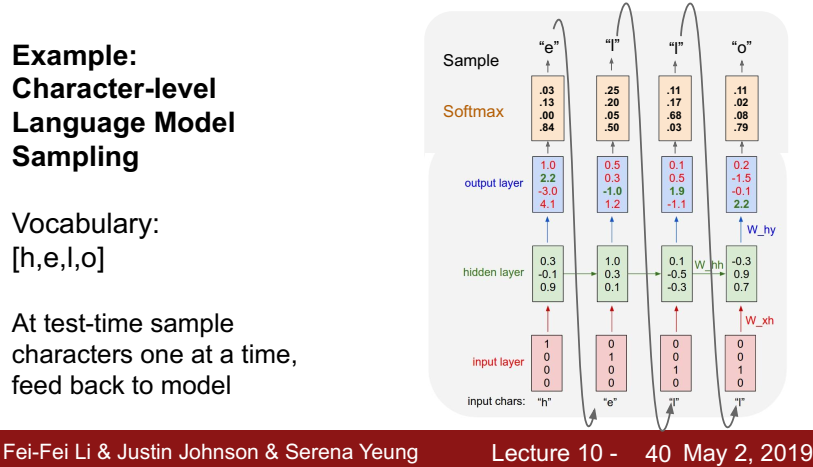 Example:
Character-level
Language Model
Sampling
Vocabulary:
[h,e,l,o]
At test-time sample
characters one at a time,
feed back to model
Sample
“e” “l” “l” “o”
Softmax
.03 .25 .11 .11
.13 .20 .17 .02
.00 .05 .68 .08
.84 .50 .03 .79
output layer
1.0 0.5 0.1 0.2
2.2 0.3 0.5 -1.5
-3.0 -1.0 1.9 -0.1
4.1 1.2 -1.1 2.2
W_hy
hidden layer
0.3 1.0 0.1 -0.3
-0.1 0.3 -0.5 0.9
0.9 0.1 -0.3 0.7
W_hh
W_xh
input layer
1 0 0 0
0 1 0 0
0 0 1 1
0 0 0 0
input chars: “h” “e” “l” “l”
Fei-Fei Li & Justin Johnson & Serena Yeung Lecture 10 - 40 May 2, 2019